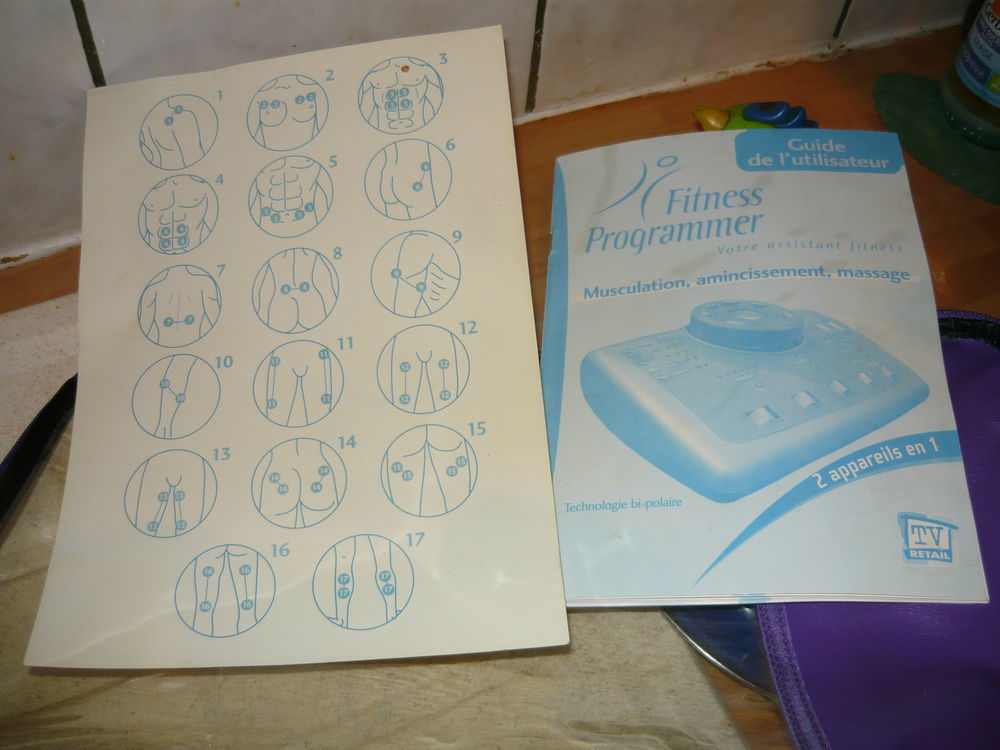 1
2
3
4
5
6
7
8
9
10
11
12
13
14
15
16
17
Guide
de l'utilisateur
Fitness
Programmer
Votre assistant fitness
Musculation, amincissement, massage
2 appareils en 1
Technologie bi-polaire
TV
RETAIL